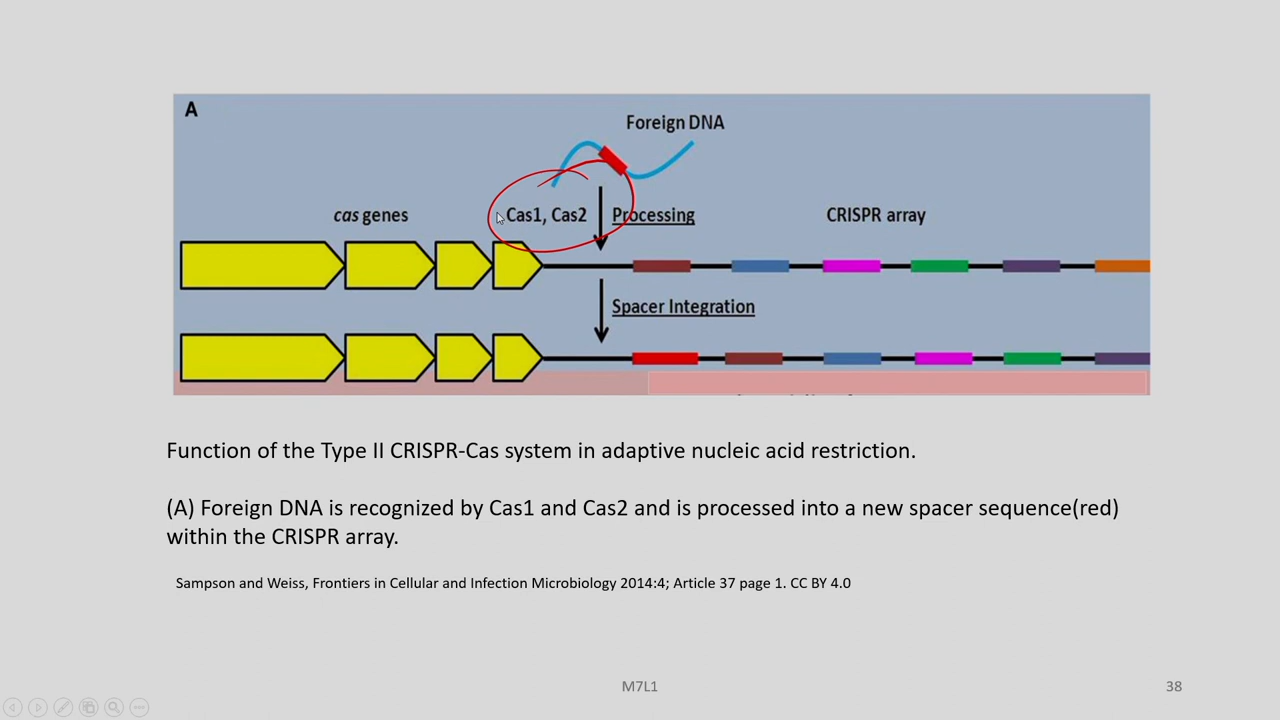 A
Foreign DNA
cas genes
Cas1, Cas2
Processing
CRISPR array
Spacer Integration
Function of the Type II CRISPR-Cas system in adaptive nucleic acid restriction.
(A) Foreign DNA is recognized by Cas1 and Cas2 and is processed into a new spacer sequence(red)
within the CRISPR array.
Sampson and Weiss, Frontiers in Cellular and Infection Microbiology 2014:4; Article 37 page 1. CC BY 4.0
M7L1
38